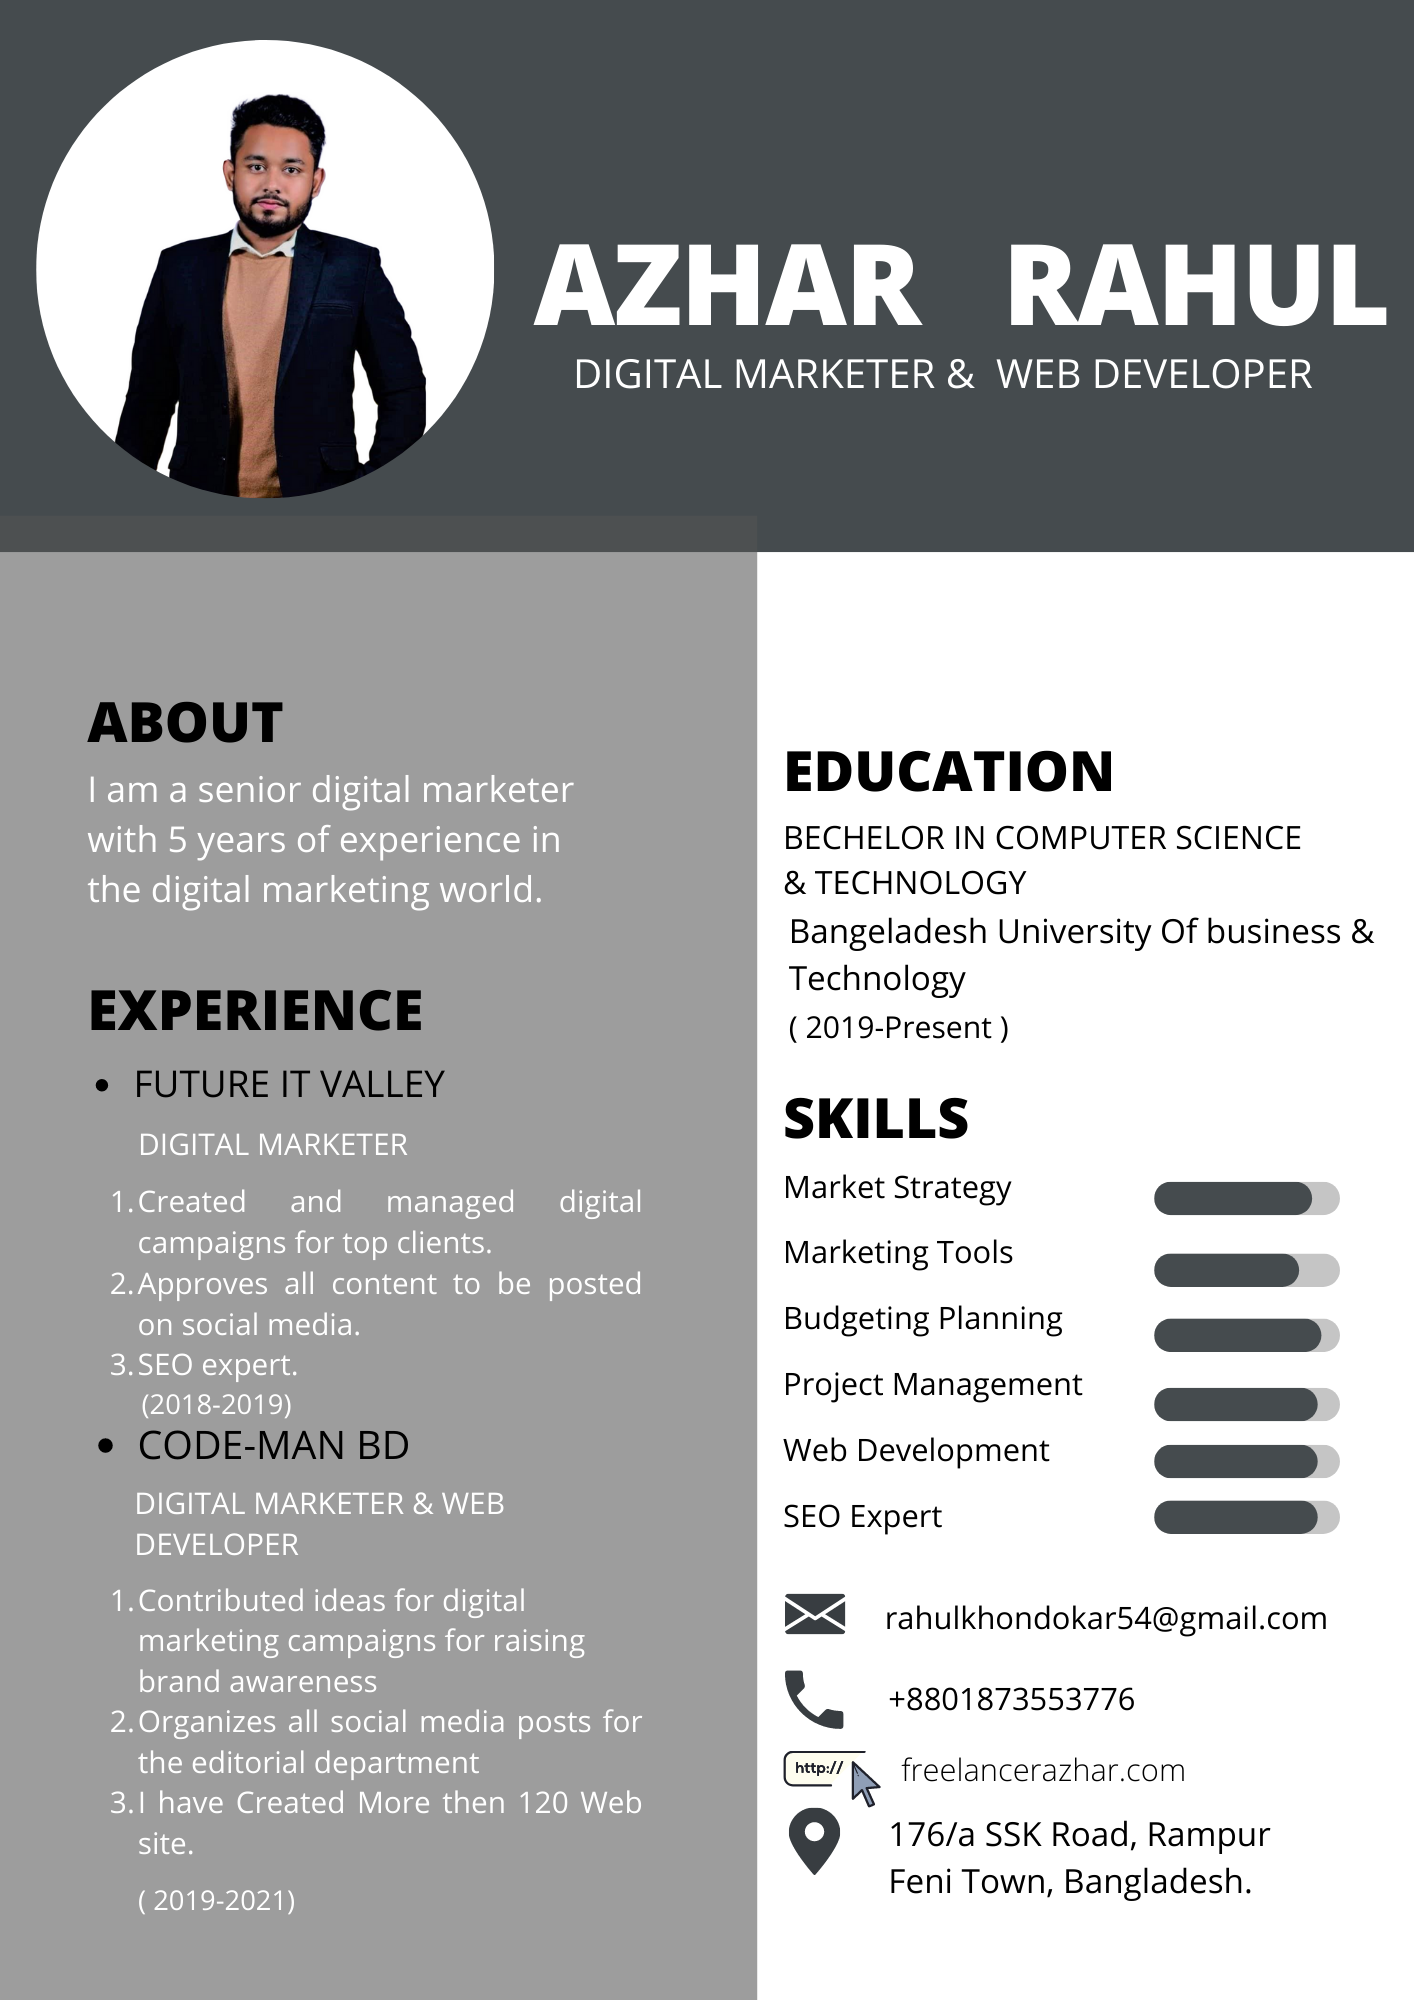 AZHAR RAHUL
DIGITAL MARKETER & WEB DEVELOPER
ABOUT
I am a senior digital marketer
with 5 years of experience in
the digital marketing world.
EXPERIENCE
• FUTURE IT VALLEY
DIGITAL MARKETER
1. Created and managed digital
campaigns for top clients.
2. Approves all content to be posted
on social media.
3. SEO expert.
(2018-2019)
• CODE-MAN BD
DIGITAL MARKETER & WEB
DEVELOPER
1. Contributed ideas for digital
marketing campaigns for raising
brand awareness
2. Organizes all social media posts for
the editorial department
3. I have Created More then 120 Web
site.
( 2019-2021)
EDUCATION
BECHELOR IN COMPUTER SCIENCE
& TECHNOLOGY
Bangeladesh University Of business &
Technology
( 2019-Present )
SKILLS
Market Strategy
Marketing Tools
Budgeting Planning
Project Management
Web Development
SEO Expert
rahulkhondokar54@gmail.com
+8801873553776
http:// freelancerazhar.com
176/a SSK Road, Rampur
Feni Town, Bangladesh.